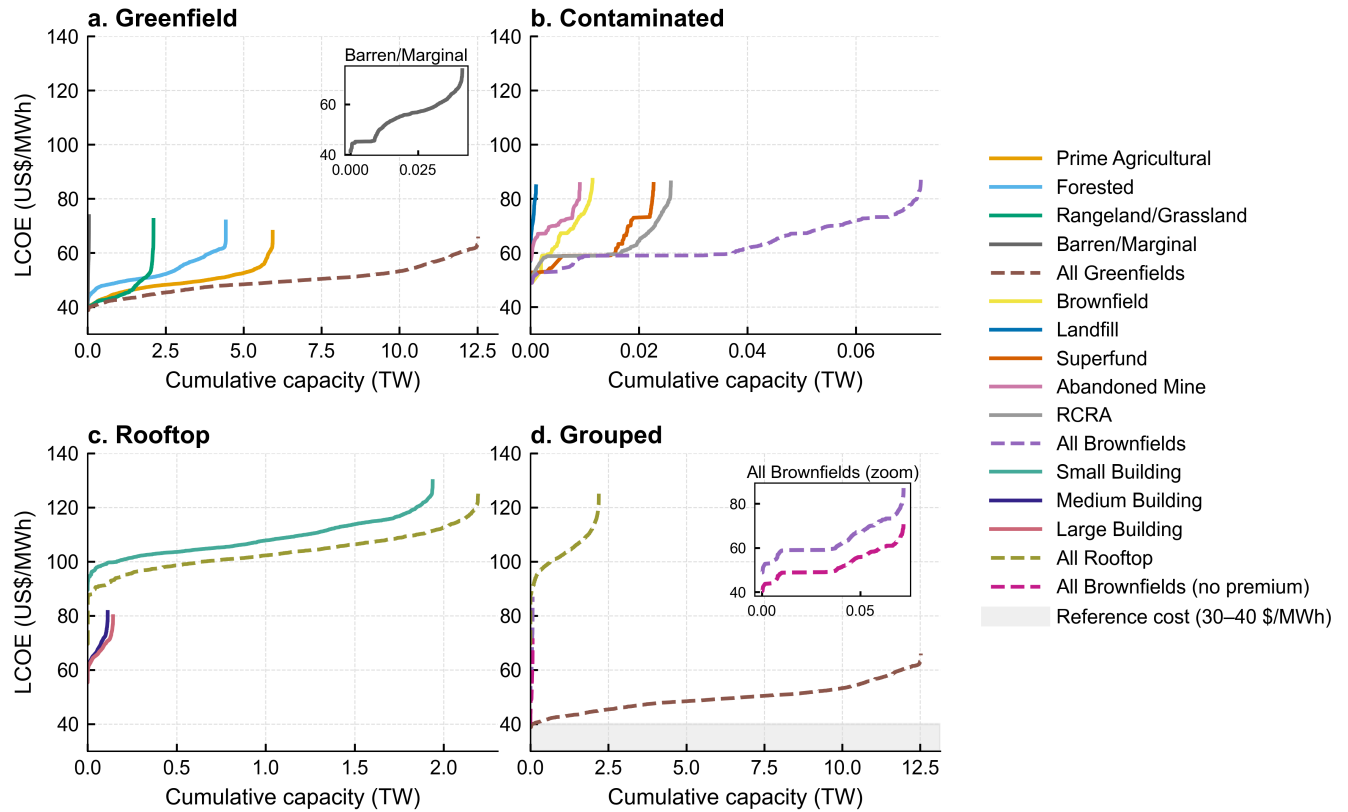 a. Greenfield
LCOE (US$/MWh)
140
120
100
80
60
40
0.0
2.5
5.0
7.5
10.0
12.5
Cumulative capacity (TW)
Barren/Marginal
60
40
0.000
0.025
b. Contaminated
140
120
100
80
60
40
0.00
0.02
0.04
0.06
Cumulative capacity (TW)
c. Rooftop
LCOE (US$/MWh)
140
120
100
80
60
40
0.0
0.5
1.0
1.5
2.0
Cumulative capacity (TW)
d. Grouped
140
120
100
80
60
40
0.0
2.5
5.0
7.5
10.0
12.5
Cumulative capacity (TW)
All Brownfields (zoom)
80
60
40
0.00
0.05
Prime Agricultural
Forested
Rangeland/Grassland
Barren/Marginal
All Greenfields
Brownfield
Landfill
Superfund
Abandoned Mine
RCRA
All Brownfields
Small Building
Medium Building
Large Building
All Rooftop
All Brownfields (no premium)
Reference cost (30–40 $/MWh)